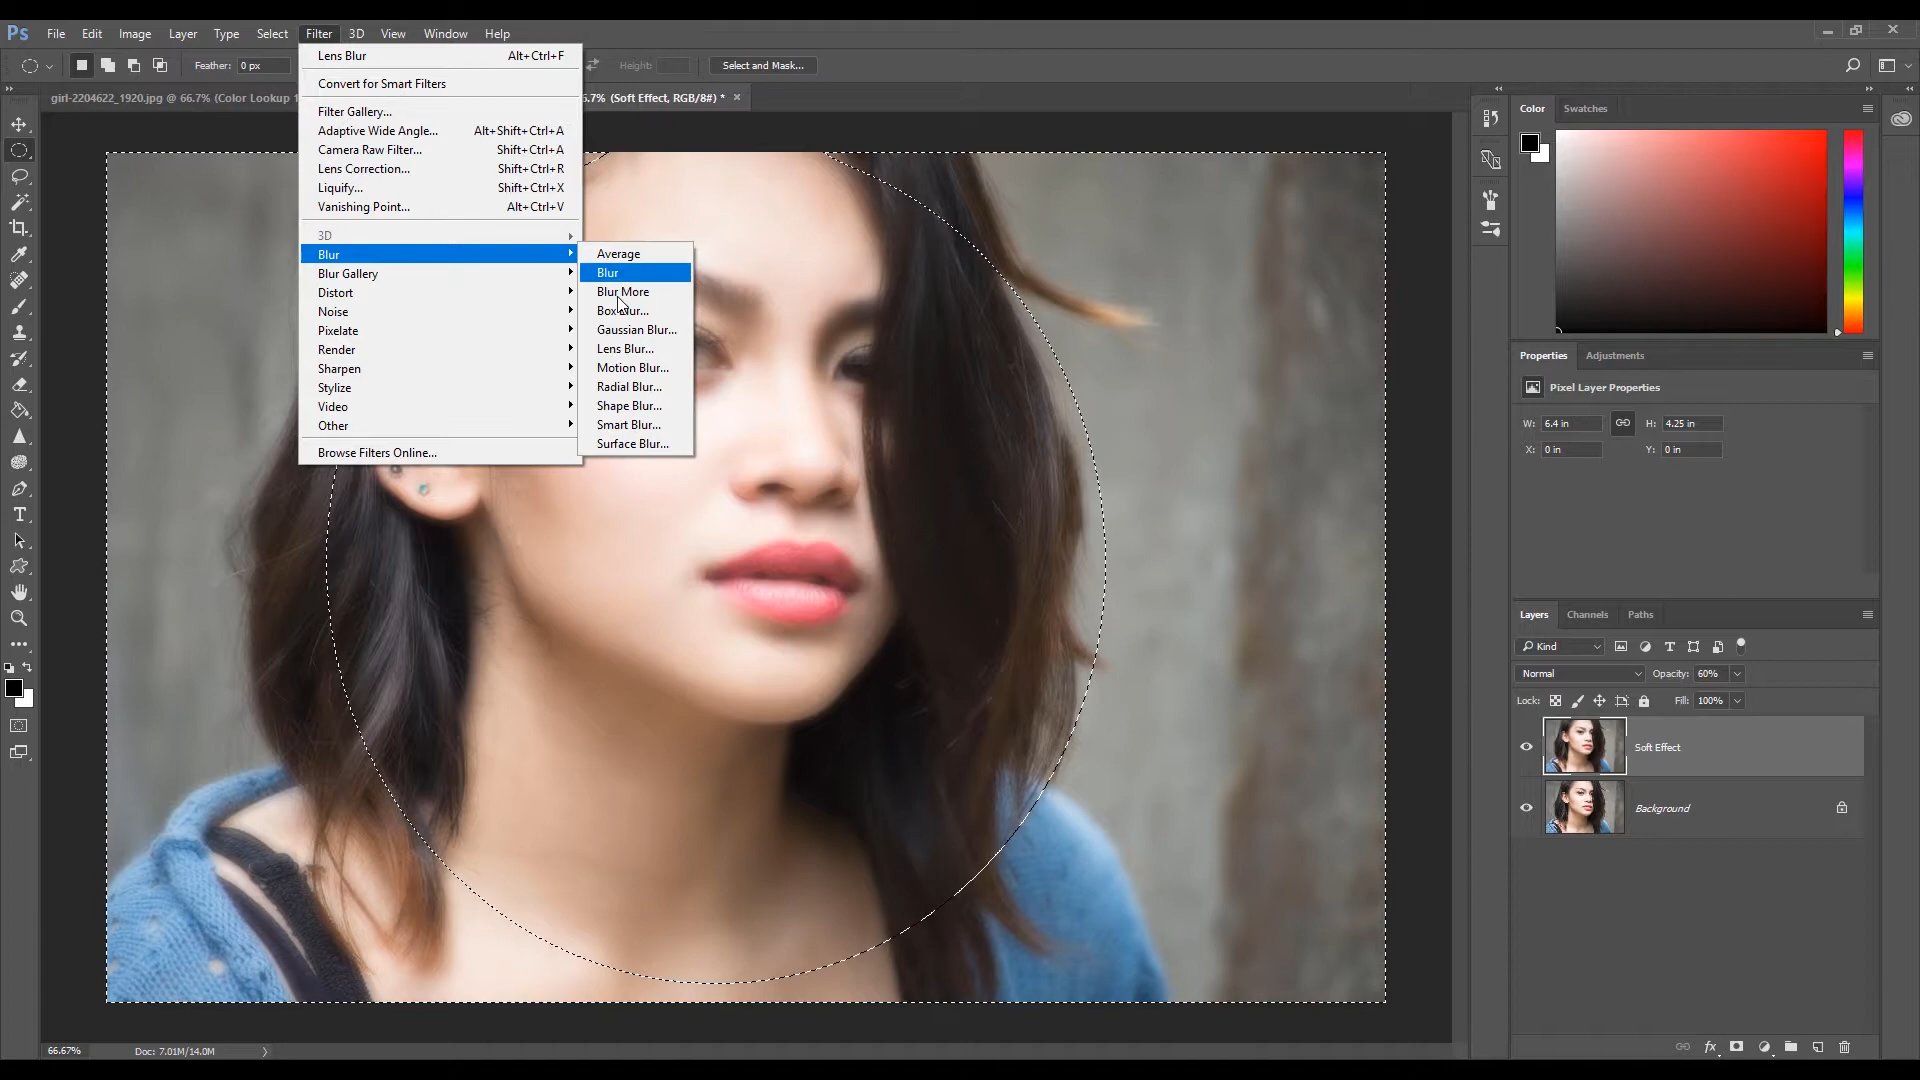 Ps File Edit Image Layer Type Select Filter 3D View Window Help
Feather: 0 px Height: Select and Mask...
girl-2204622_1920.jpg @ 66.7% (Color Lookup 1 6.7% (Soft Effect, RGB/8#) * ×
Lens Blur Alt+Ctrl+F
Convert for Smart Filters
Filter Gallery...
Adaptive Wide Angle... Alt+Shift+Ctrl+A
Camera Raw Filter... Shift+Ctrl+A
Lens Correction... Shift+Ctrl+R
Liquify... Shift+Ctrl+X
Vanishing Point... Alt+Ctrl+V
3D
Blur
Blur Gallery
Distort
Noise
Pixelate
Render
Sharpen
Stylize
Video
Other
Browse Filters Online...
Average
Blur
Blur More
Box Blur...
Gaussian Blur...
Lens Blur...
Motion Blur...
Radial Blur...
Shape Blur...
Smart Blur...
Surface Blur...
Color Swatches
Properties Adjustments
Pixel Layer Properties
W: 6.4 in H: 4.25 in
X: 0 in Y: 0 in
Layers Channels Paths
Kind
Normal Opacity: 60%
Lock: Fill: 100%
Soft Effect
Background
66.67% Doc: 7.01M/14.0M